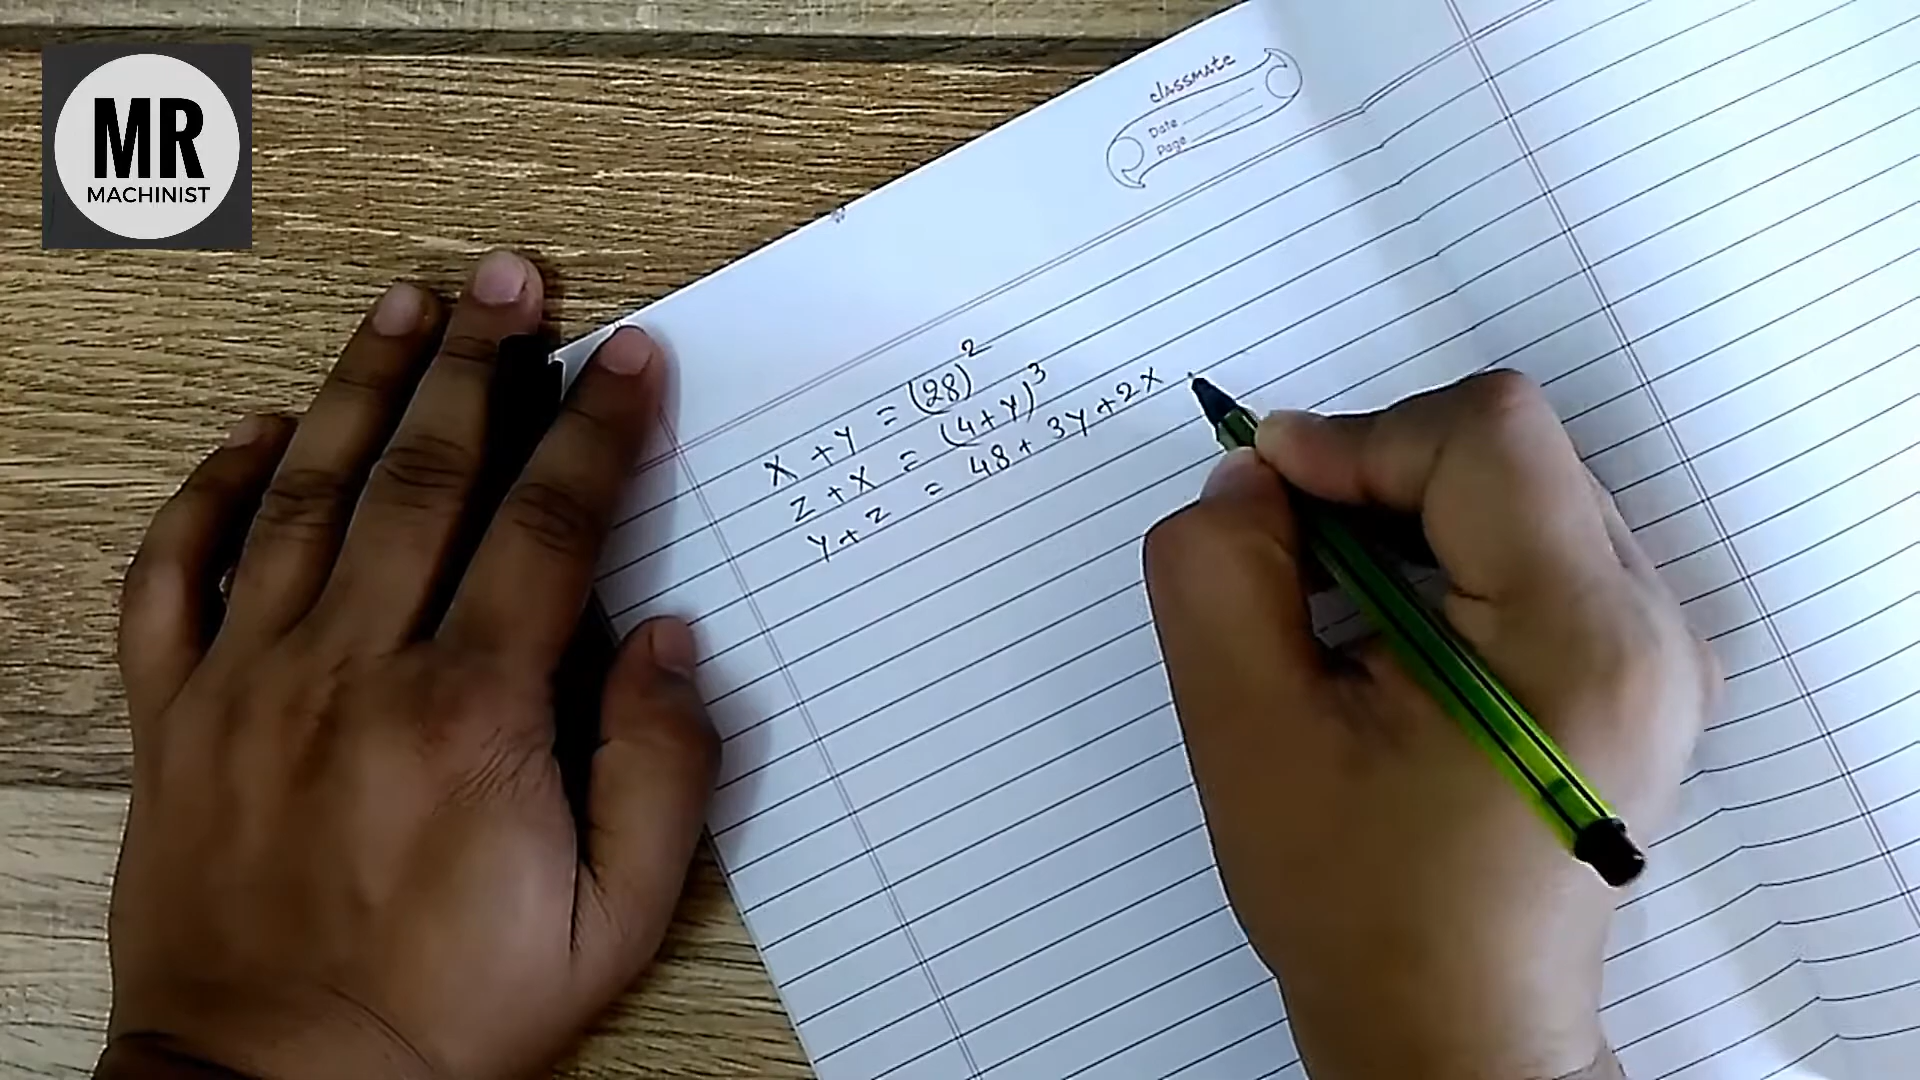 MR
MACHINIST
classmate
Date
Page
x + y = (28)²
z + x = (4+y)³
y + z = 48 + 3y + 2x